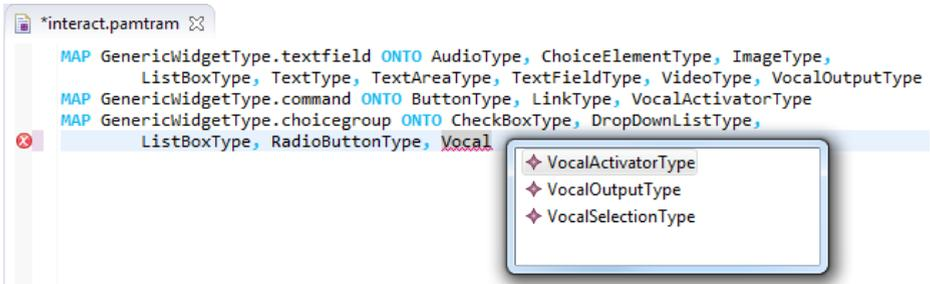 *interact.pamtram
MAP GenericWidgetType.textfield ONTO AudioType, ChoiceElementType, ImageType,
ListBoxType, TextType, TextAreaType, TextFieldType, VideoType, VocalOutputType
MAP GenericWidgetType.command ONTO ButtonType, LinkType, VocalActivatorType
MAP GenericWidgetType.choicegroup ONTO CheckBoxType, DropDownListType,
ListBoxType, RadioButtonType, Vocal
VocalActivatorType
VocalOutputType
VocalSelectionType